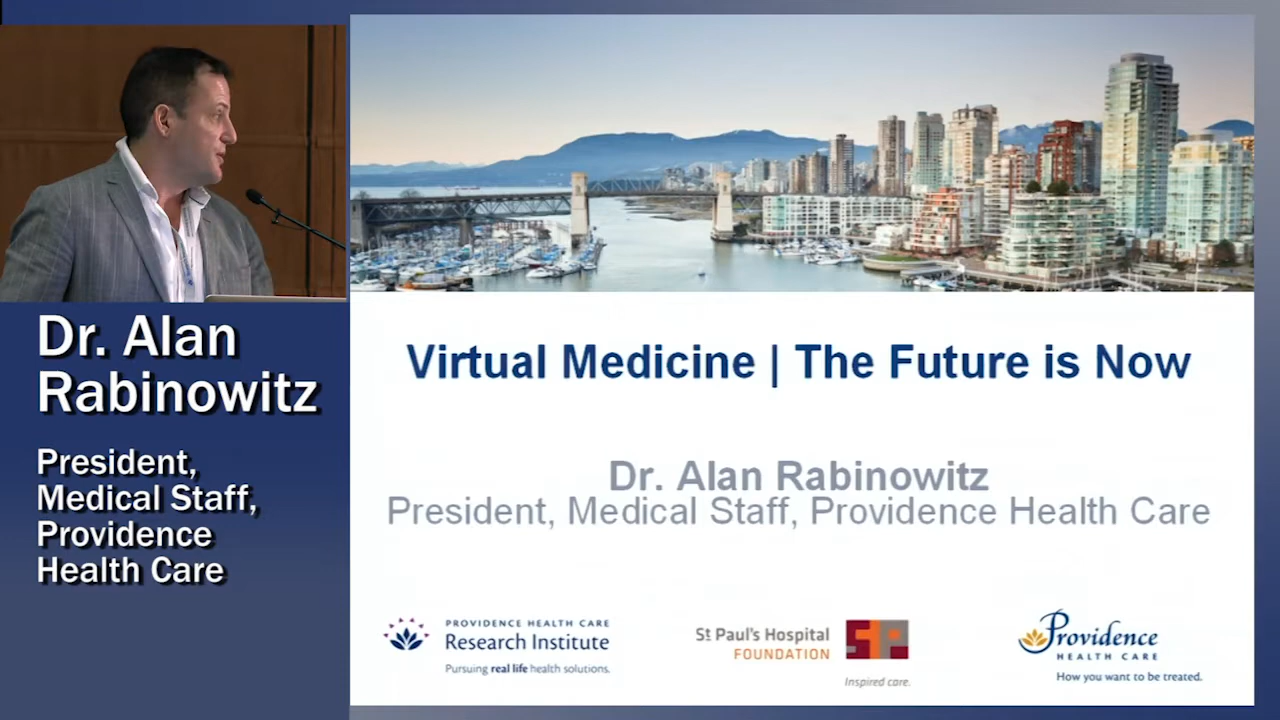 Dr. Alan
Rabinowitz
President,
Medical Staff,
Providence
Health Care
Virtual Medicine | The Future is Now
Dr. Alan Rabinowitz
President, Medical Staff, Providence Health Care
PROVIDENCE HEALTH CARE
Research Institute
Pursuing real life health solutions.
St Paul's Hospital
FOUNDATION
SP
Inspired care.
Providence
HEALTH CARE
How you want to be treated.